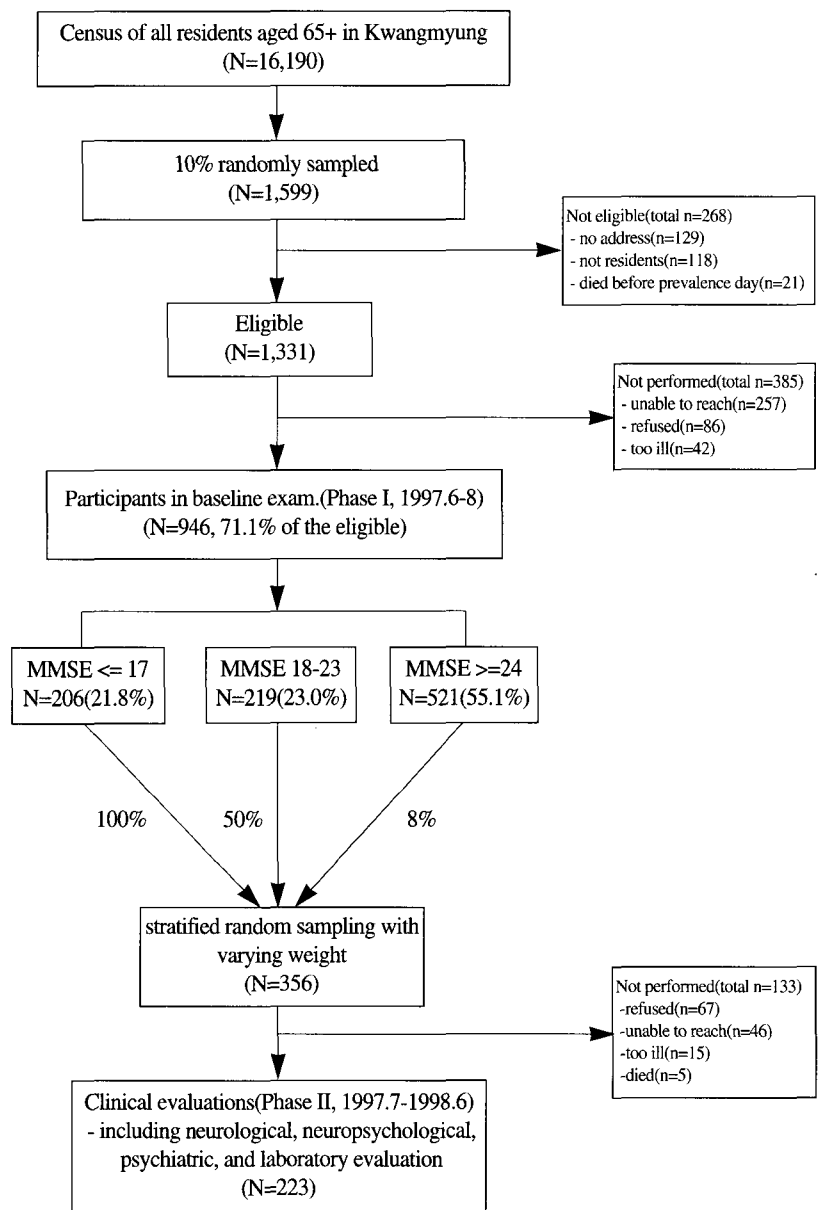 Census of all residents aged 65+ in Kwangmyung
(N=16,190)
10% randomly sampled
(N=1,599)
Not eligible(total n=268)
- no address(n=129)
- not residents(n=118)
- died before prevalence day(n=21)
Eligible
(N=1,331)
Not performed(total n=385)
- unable to reach(n=257)
- refused(n=86)
- too ill(n=42)
Participants in baseline exam.(Phase I, 1997.6-8)
(N=946, 71.1% of the eligible)
MMSE <= 17
N=206(21.8%)
MMSE 18-23
N=219(23.0%)
MMSE >=24
N=521(55.1%)
100%
50%
8%
stratified random sampling with
varying weight
(N=356)
Not performed(total n=133)
-refused(n=67)
-unable to reach(n=46)
-too ill(n=15)
-died(n=5)
Clinical evaluations(Phase II, 1997.7-1998.6)
- including neurological, neuropsychological,
psychiatric, and laboratory evaluation
(N=223)